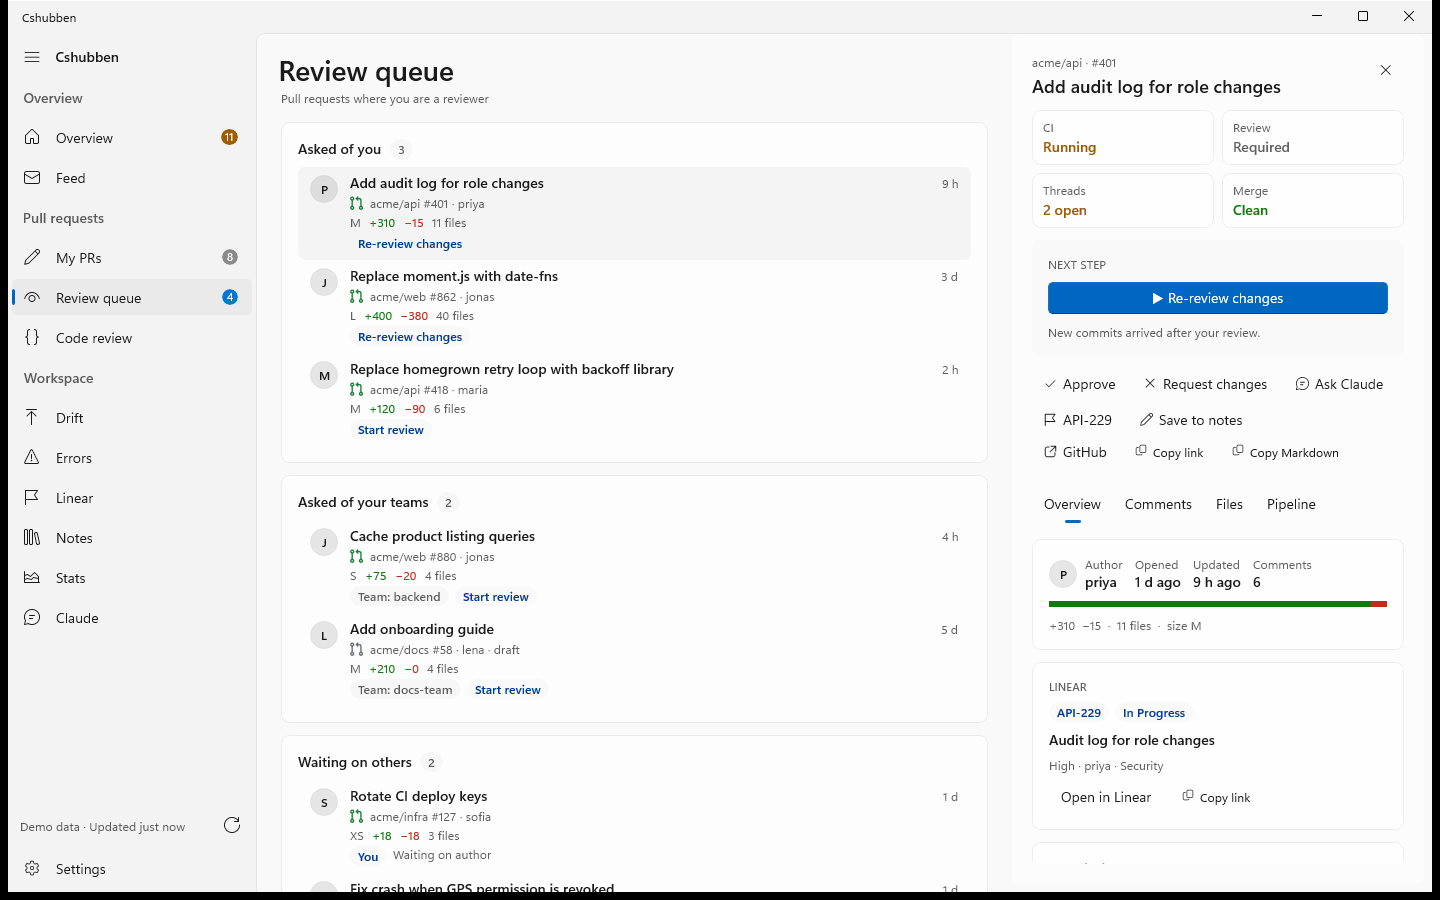 Cshubben
Cshubben
Overview
Overview 11
Feed
Pull requests
My PRs 8
Review queue 4
Code review
Workspace
Drift
Errors
Linear
Notes
Stats
Claude
Demo data · Updated just now
Settings
Review queue
Pull requests where you are a reviewer
Asked of you 3
P Add audit log for role changes 9 h
acme/api #401 · priya
M +310 −15 11 files
Re-review changes
J Replace moment.js with date-fns 3 d
acme/web #862 · jonas
L +400 −380 40 files
Re-review changes
M Replace homegrown retry loop with backoff library 2 h
acme/api #418 · maria
M +120 −90 6 files
Start review
Asked of your teams 2
J Cache product listing queries 4 h
acme/web #880 · jonas
S +75 −20 4 files
Team: backend Start review
L Add onboarding guide 5 d
acme/docs #58 · lena · draft
M +210 −0 4 files
Team: docs-team Start review
Waiting on others 2
S Rotate CI deploy keys 1 d
acme/infra #127 · sofia
XS +18 −18 3 files
You Waiting on author
Fix crash when GPS permission is revoked 1 d
acme/api · #401
Add audit log for role changes
CI Review
Running Required
Threads Merge
2 open Clean
NEXT STEP
Re-review changes
New commits arrived after your review.
Approve Request changes Ask Claude
API-229 Save to notes
GitHub Copy link Copy Markdown
Overview Comments Files Pipeline
P Author Opened Updated Comments
priya 1 d ago 9 h ago 6
+310 −15 · 11 files · size M
LINEAR
API-229 In Progress
Audit log for role changes
High · priya · Security
Open in Linear Copy link